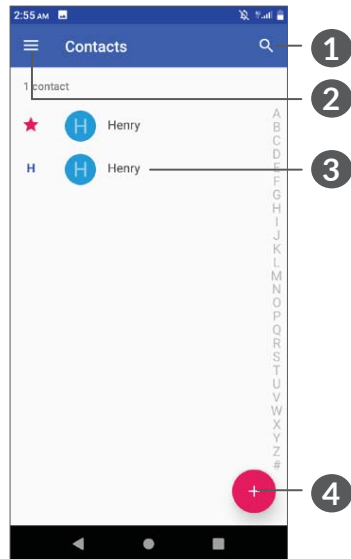 2:55 AM
Contacts
1
1 contact
2
H Henry
H H Henry
3
A
B
C
D
E
F
G
H
I
J
K
L
M
N
O
P
Q
R
S
T
U
V
W
X
Y
Z
#
+
4